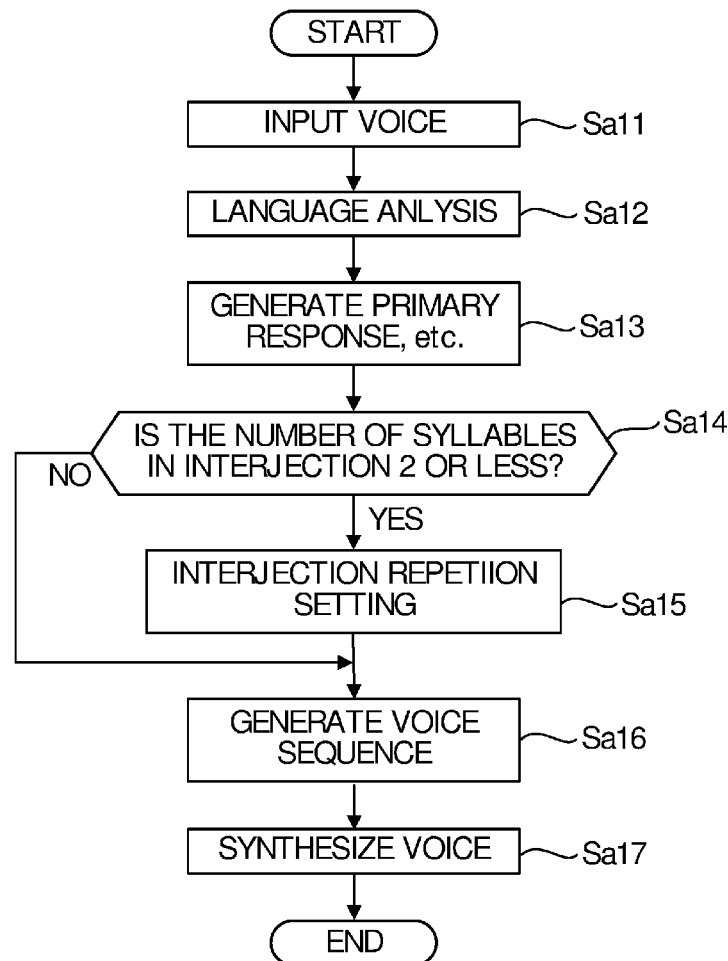 START
INPUT VOICE
Sa11
LANGUAGE ANLYSIS
Sa12
GENERATE PRIMARY
RESPONSE, etc.
Sa13
IS THE NUMBER OF SYLLABLES
IN INTERJECTION 2 OR LESS?
Sa14
NO
YES
INTERJECTION REPETIION
SETTING
Sa15
GENERATE VOICE
SEQUENCE
Sa16
SYNTHESIZE VOICE
Sa17
END